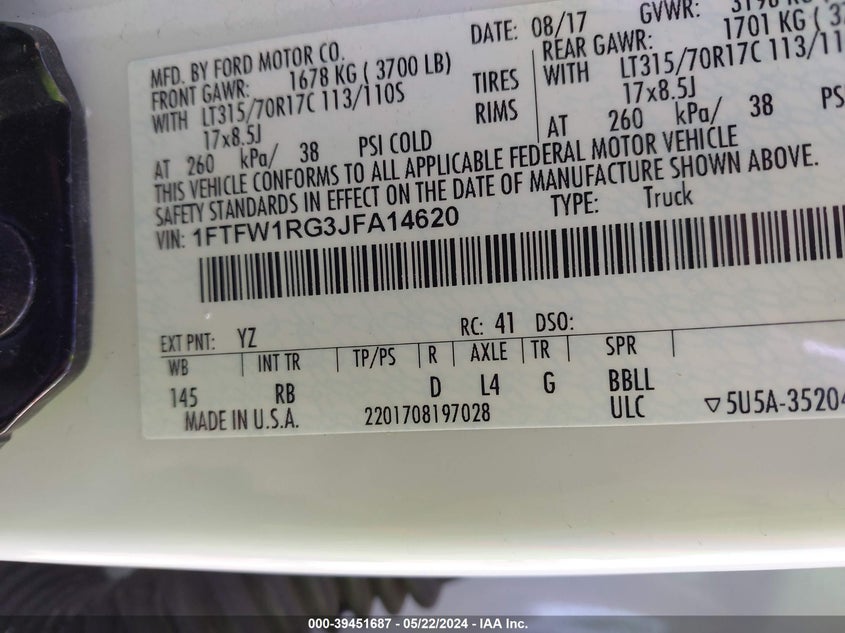 MFD. BY FORD MOTOR CO. DATE: 08/17 GVWR:
FRONT GAWR: 1678 KG ( 3700 LB) REAR GAWR: 1701 KG (
WITH LT315/70R17C 113/110S TIRES WITH LT315/70R17C 113/110
17x8.5J RIMS 17x8.5J
AT 260 kPa/ 38 PSI COLD AT 260 kPa/ 38
THIS VEHICLE CONFORMS TO ALL APPLICABLE FEDERAL MOTOR VEHICLE
SAFETY STANDARDS IN EFFECT ON THE DATE OF MANUFACTURE SHOWN ABOVE.
VIN: 1FTFW1RG3JFA14620 TYPE: Truck
EXT PNT: YZ RC: 41 DSO:
WB INT TR TP/PS R AXLE TR SPR
145 RB D L4 G BBLL
MADE IN U.S.A. 2201708197028 ULC ▽5U5A-35204
000-39451687 - 05/22/2024 - IAA Inc.